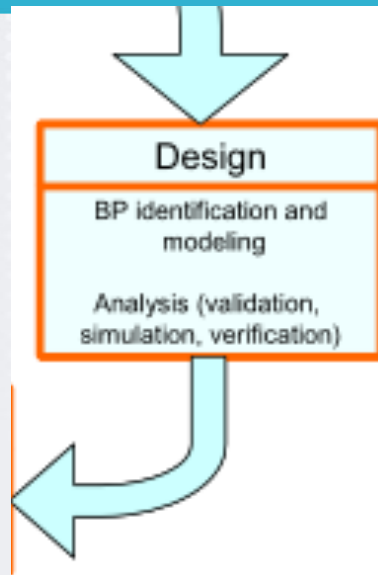 Design
BP identification and
modeling
Analysis (validation,
simulation, verification)